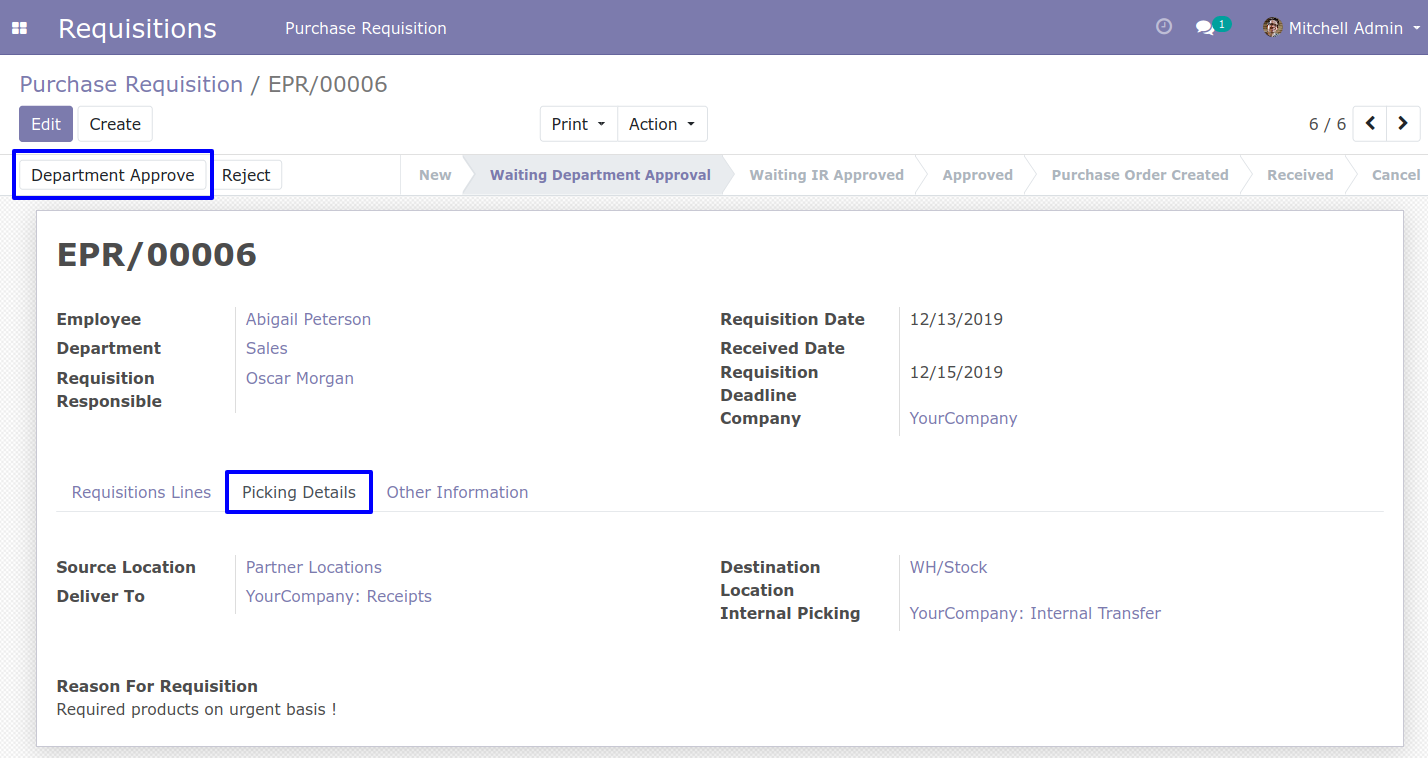 Requisitions Purchase Requisition 1 Mitchell Admin
Purchase Requisition / EPR/00006
Edit Create Print Action 6 / 6
Department Approve Reject New Waiting Department Approval Waiting IR Approved Approved Purchase Order Created Received Cancel
EPR/00006
Employee Abigail Peterson
Department Sales
Requisition Responsible Oscar Morgan
Requisition Date 12/13/2019
Received Date
Requisition Deadline 12/15/2019
Company YourCompany
Requisitions Lines Picking Details Other Information
Source Location Partner Locations
Deliver To YourCompany: Receipts
Destination Location WH/Stock
Internal Picking YourCompany: Internal Transfer
Reason For Requisition
Required products on urgent basis !